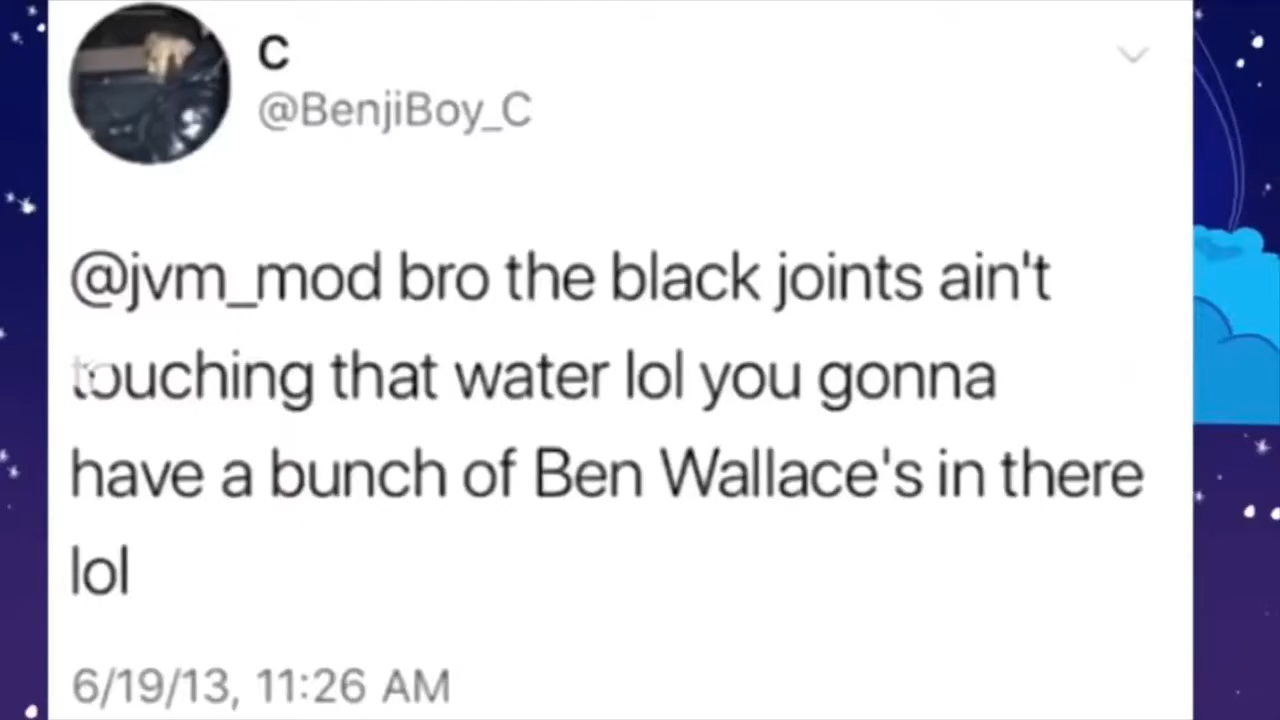 C
@BenjiBoy_C
@jvm_mod bro the black joints ain't
touching that water lol you gonna
have a bunch of Ben Wallace's in there
lol
6/19/13, 11:26 AM